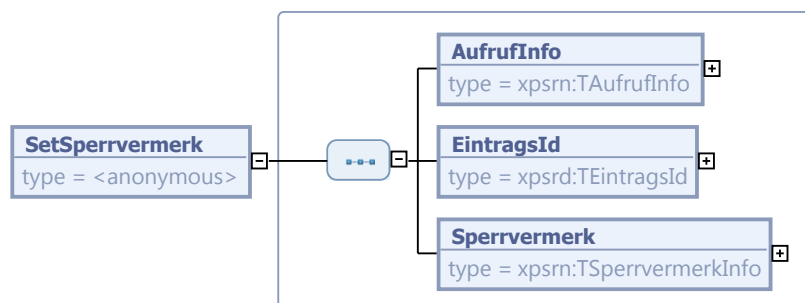 AufrufInfo
type = xpsrn:TAufrufInfo
SetSperrvermerk
type = <anonymous>
EintragsId
type = xpsrd:TEintragsId
Sperrvermerk
type = xpsrn:TSperrvermerkInfo